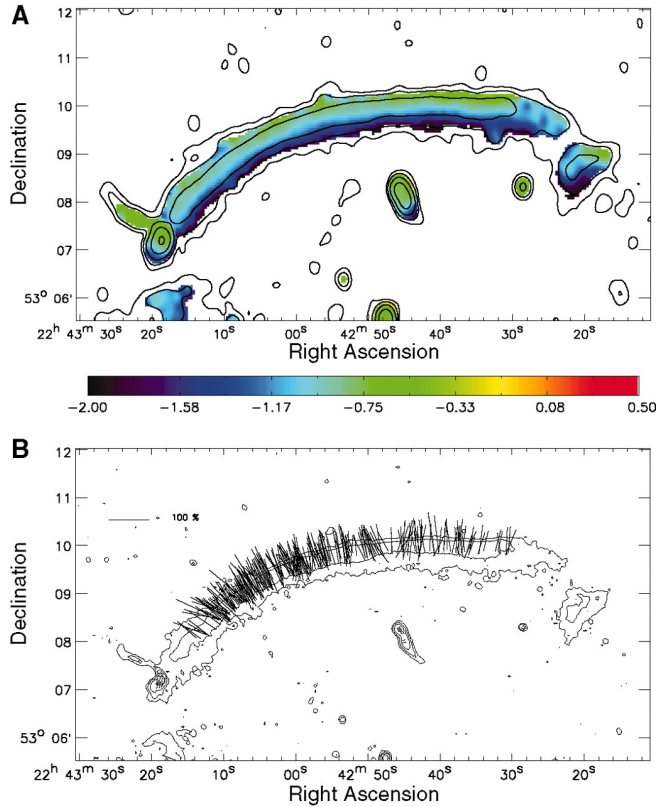 A
12
11
10
09
08
07
53° 06'
Declination
22h 43m 30s 20s 10s 00s 42m 50s 40s 30s 20s
Right Ascension
−2.00 −1.58 −1.17 −0.75 −0.33 0.08 0.50
B
12
11
100 %
10
09
08
07
53° 06'
Declination
22h 43m 30s 20s 10s 00s 42m 50s 40s 30s 20s
Right Ascension